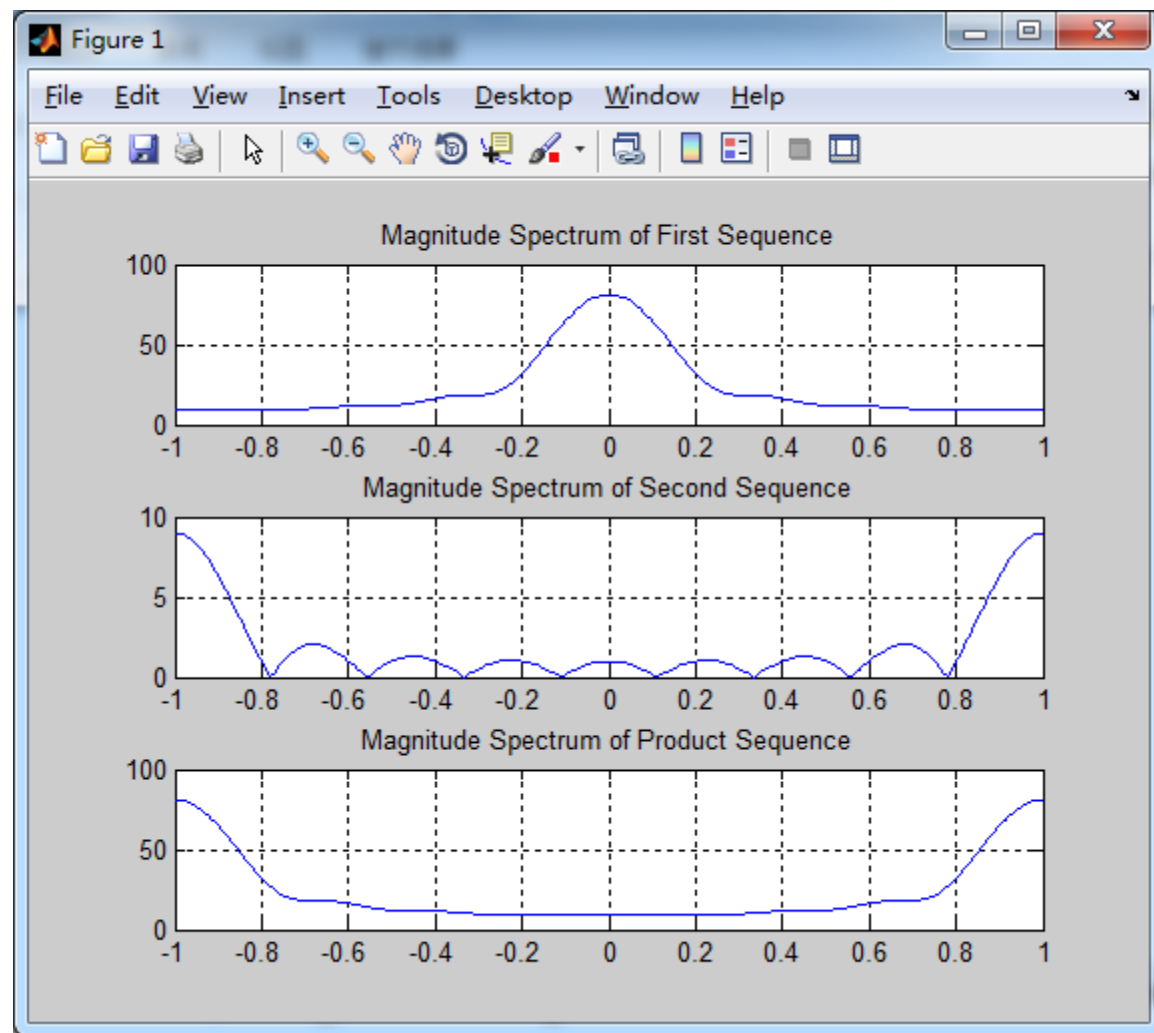 Figure 1
File Edit View Insert Tools Desktop Window Help
Magnitude Spectrum of First Sequence
100
50
0
-1 -0.8 -0.6 -0.4 -0.2 0 0.2 0.4 0.6 0.8 1
Magnitude Spectrum of Second Sequence
10
5
0
-1 -0.8 -0.6 -0.4 -0.2 0 0.2 0.4 0.6 0.8 1
Magnitude Spectrum of Product Sequence
100
50
0
-1 -0.8 -0.6 -0.4 -0.2 0 0.2 0.4 0.6 0.8 1